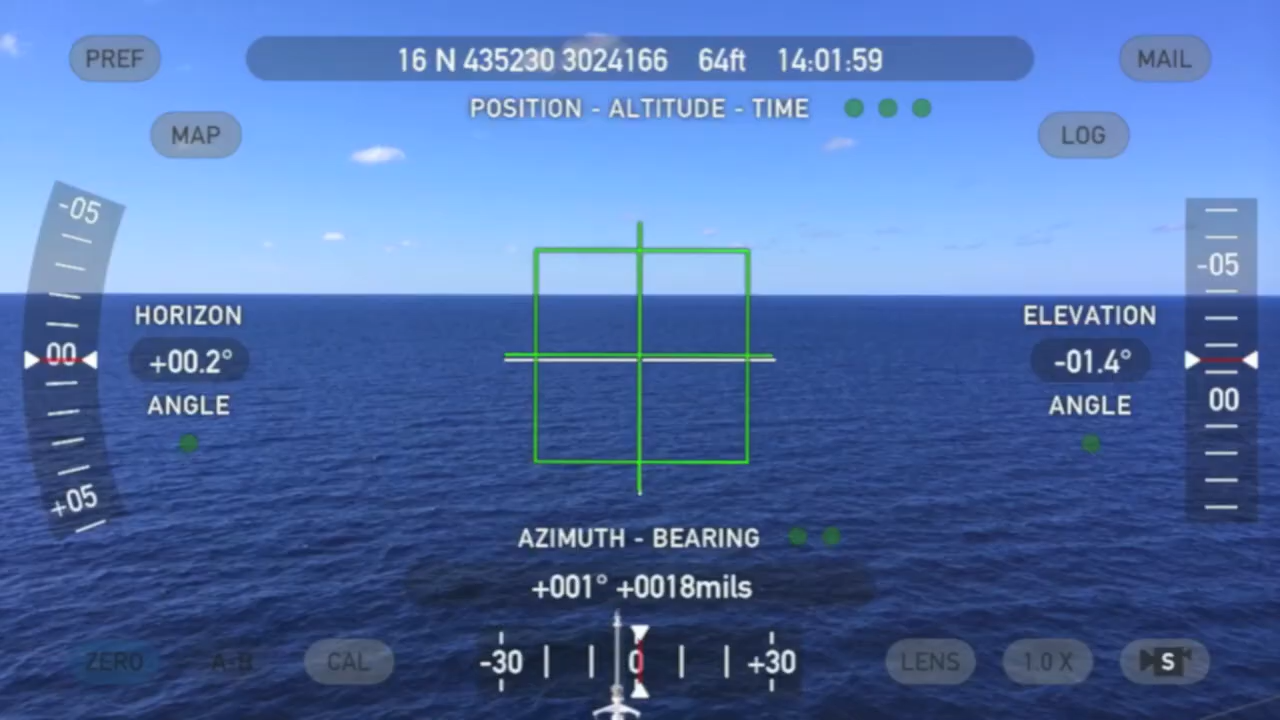 PREF
16 N 435230 3024166 64ft 14:01:59
MAIL
POSITION - ALTITUDE - TIME
MAP
LOG
-05
-05
HORIZON
ELEVATION
00
+00.2°
-01.4°
ANGLE
ANGLE
00
+05
AZIMUTH - BEARING
+001° +0018mils
ZERO
A-B
CAL
-30
0
+30
LENS
1.0 X
S